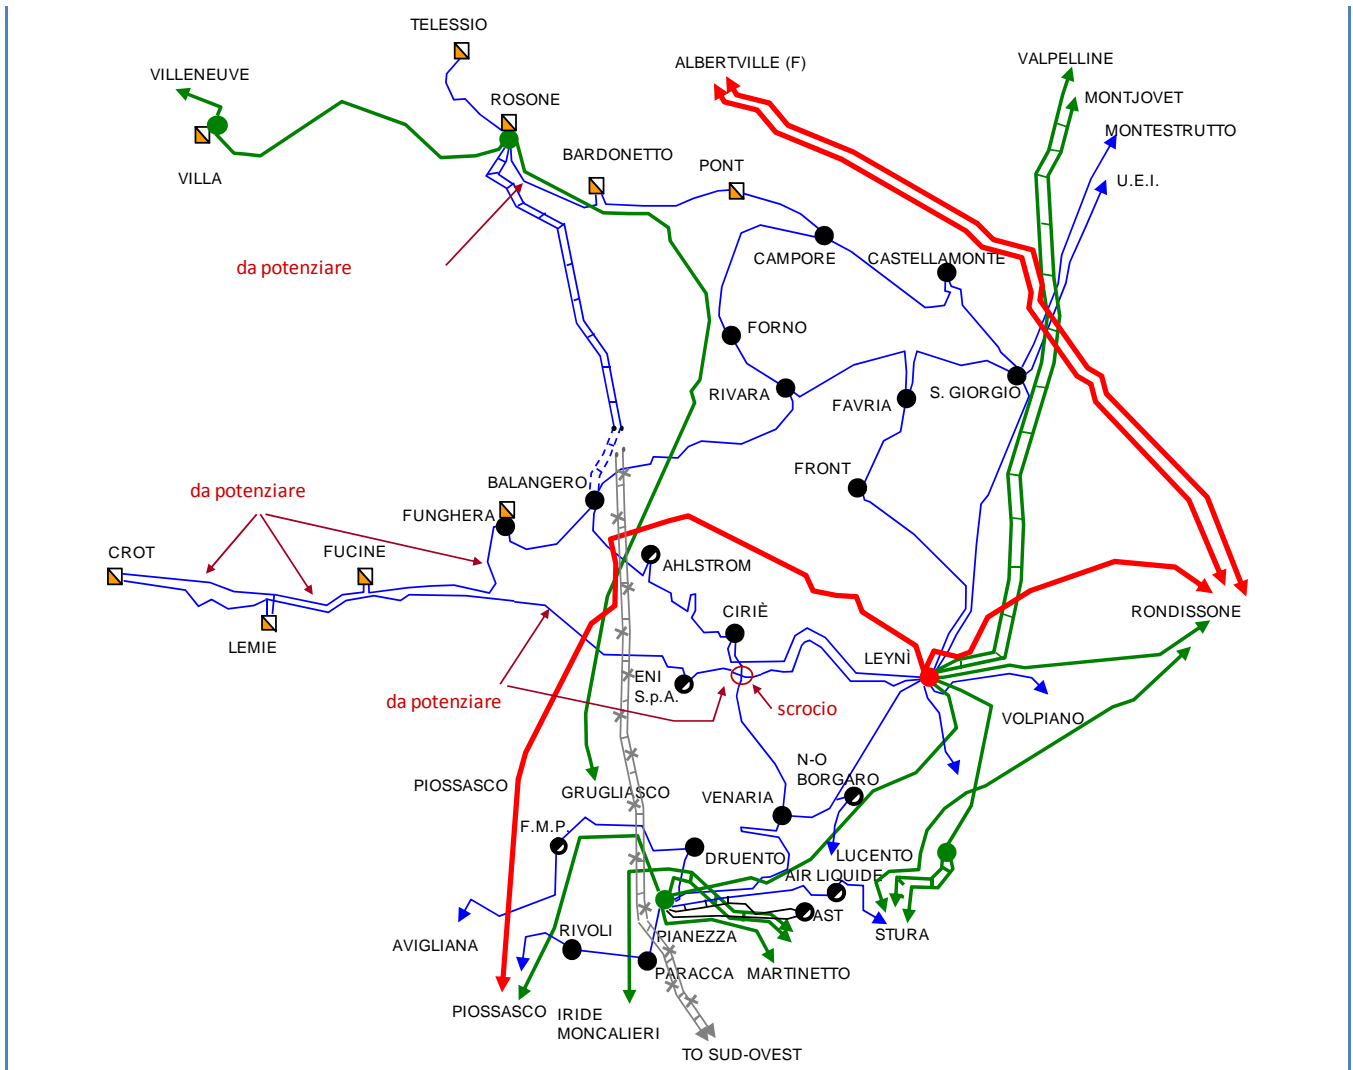 TELESSIO
ALBERTVILLE (F)
VALPELLINE
VILLENEUVE
ROSONE
MONTJOVET
MONTESTRUTTO
BARDONETTO
PONT
VILLA
U.E.I.
CAMPORE
CASTELLAMONTE
da potenziare
FORNO
RIVARA
FAVRIA
S. GIORGIO
FRONT
BALANGERO
da potenziare
FUNGHERA
CROT
FUCINE
AHLSTROM
CIRIÈ
RONDISSONE
LEMIE
LEYNÌ
ENI
S.p.A.
da potenziare
scrocio
VOLPIANO
N-O
BORGARO
PIOSSASCO
GRUGLIASCO
VENARIA
F.M.P.
DRUENTO
LUCENTO
AIR LIQUIDE
AST
AVIGLIANA
RIVOLI
PIANEZZA
STURA
PARACCA
MARTINETTO
PIOSSASCO
IRIDE
MONCALIERI
TO SUD-OVEST